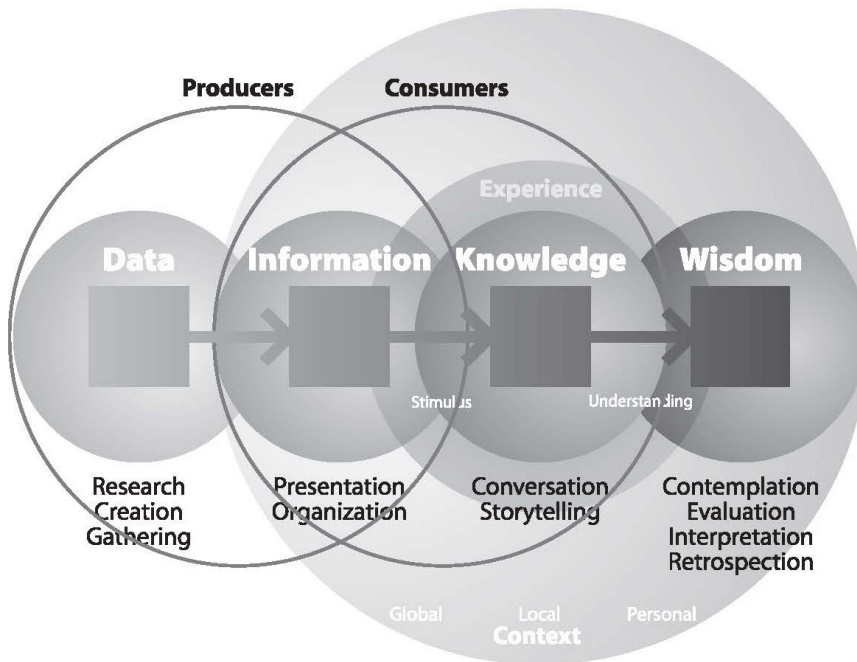 Producers
Consumers
Experience
Data
Information
Knowledge
Wisdom
Stimulus
Understanding
Research
Creation
Gathering
Presentation
Organization
Conversation
Storytelling
Contemplation
Evaluation
Interpretation
Retrospection
Global
Local
Personal
Context